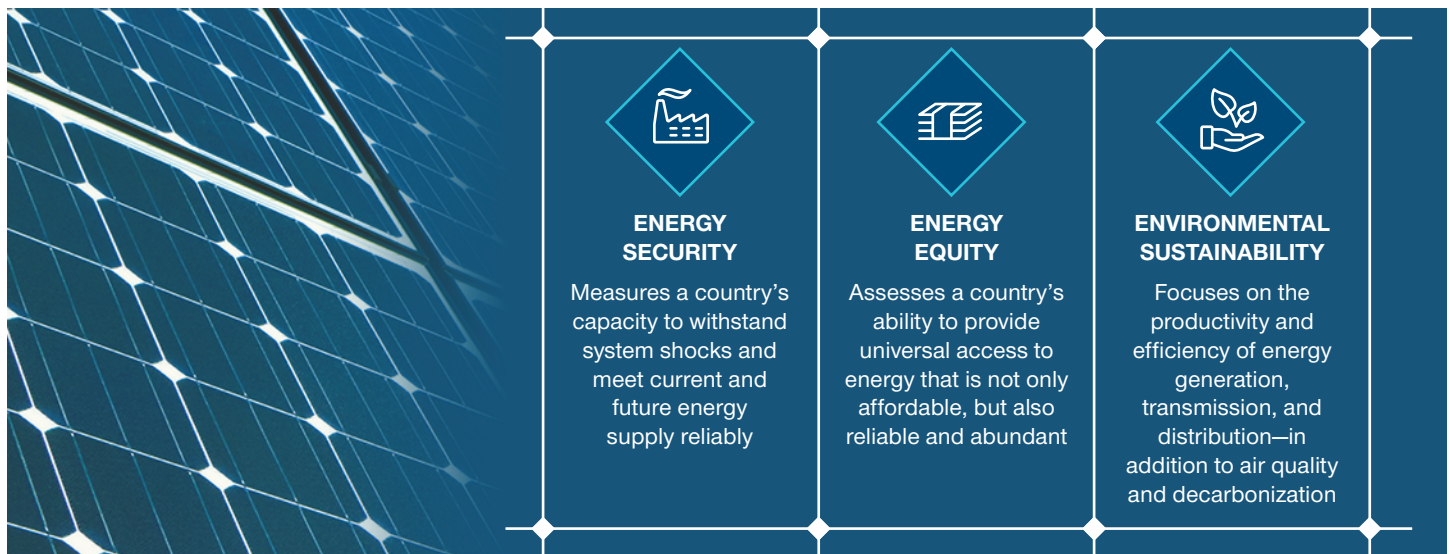 ENERGY
SECURITY
Measures a country’s
capacity to withstand
system shocks and
meet current and
future energy
supply reliably
ENERGY
EQUITY
Assesses a country’s
ability to provide
universal access to
energy that is not only
affordable, but also
reliable and abundant
ENVIRONMENTAL
SUSTAINABILITY
Focuses on the
productivity and
efficiency of energy
generation,
transmission, and
distribution—in
addition to air quality
and decarbonization